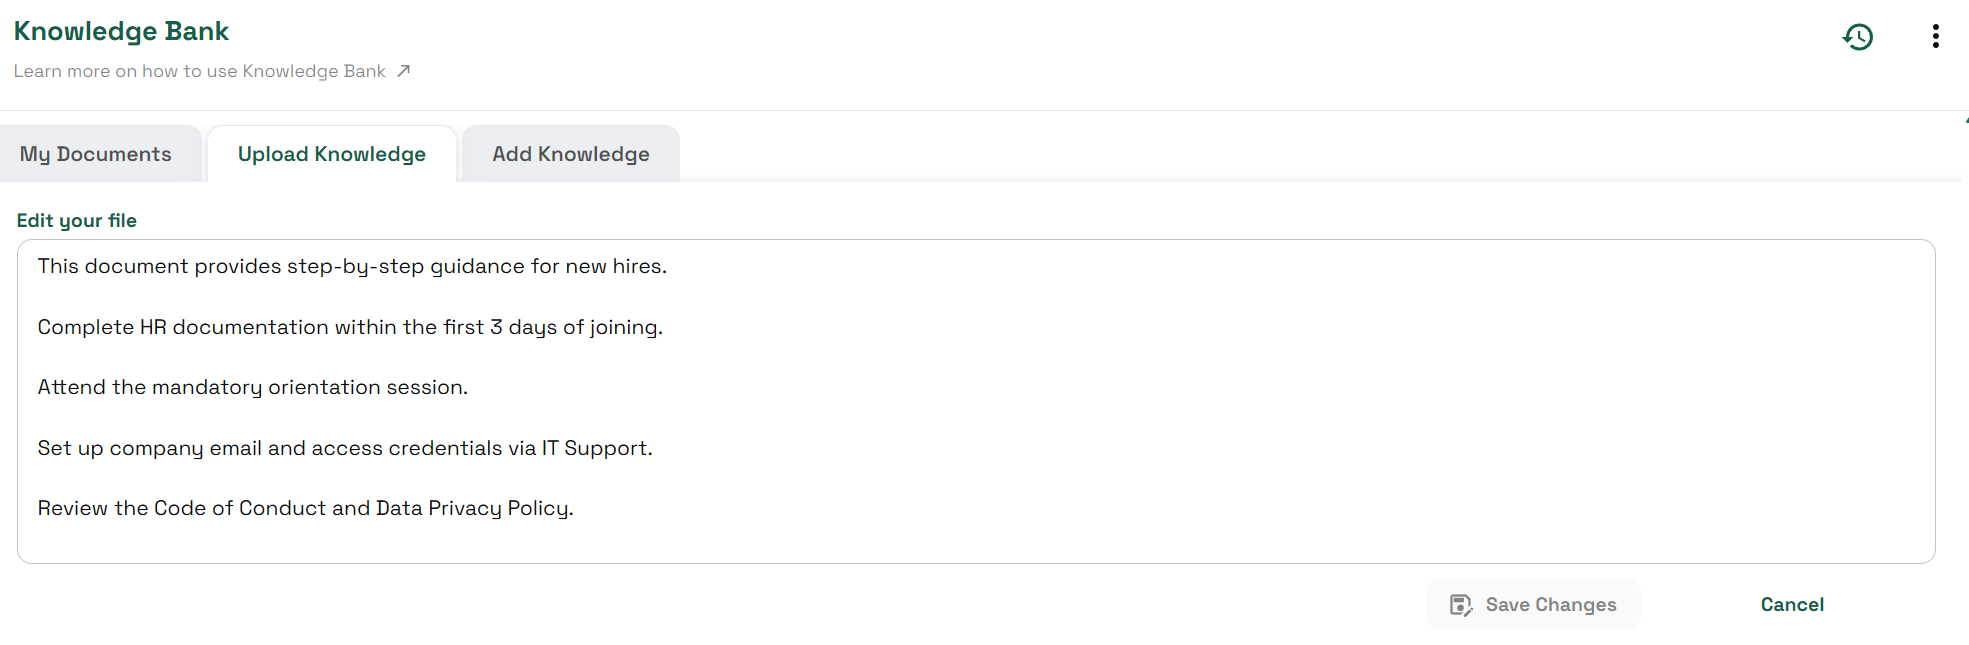 Knowledge Bank
Learn more on how to use Knowledge Bank
My Documents
Upload Knowledge
Add Knowledge
Edit your file
This document provides step-by-step guidance for new hires.
Complete HR documentation within the first 3 days of joining.
Attend the mandatory orientation session.
Set up company email and access credentials via IT Support.
Review the Code of Conduct and Data Privacy Policy.
Save Changes
Cancel